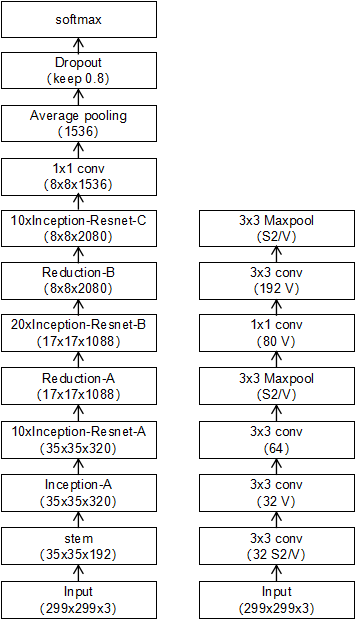 softmax
Dropout
(keep 0.8)
Average pooling
(1536)
1x1 conv
(8x8x1536)
10xInception-Resnet-C
(8x8x2080)
Reduction-B
(8x8x2080)
20xInception-Resnet-B
(17x17x1088)
Reduction-A
(17x17x1088)
10xInception-Resnet-A
(35x35x320)
Inception-A
(35x35x320)
stem
(35x35x192)
Input
(299x299x3)
3x3 Maxpool
(S2/V)
3x3 conv
(192 V)
1x1 conv
(80 V)
3x3 Maxpool
(S2/V)
3x3 conv
(64)
3x3 conv
(32 V)
3x3 conv
(32 S2/V)
Input
(299x299x3)